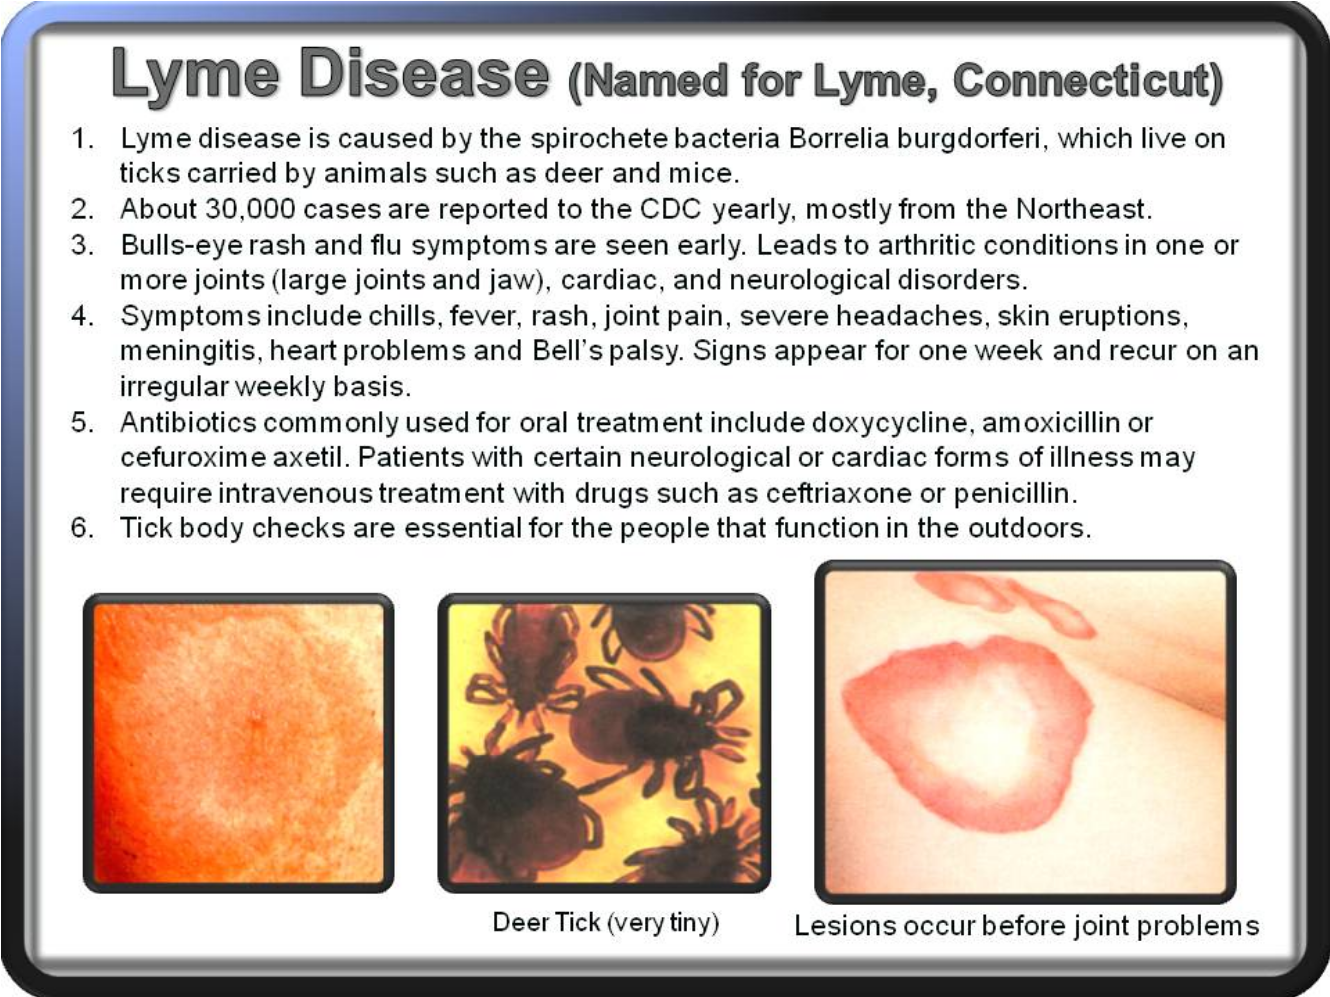 Lyme Disease (Named for Lyme, Connecticut)
1. Lyme disease is caused by the spirochete bacteria Borrelia burgdorferi, which live on
ticks carried by animals such as deer and mice.
2. About 30,000 cases are reported to the CDC yearly, mostly from the Northeast.
3. Bulls-eye rash and flu symptoms are seen early. Leads to arthritic conditions in one or
more joints (large joints and jaw), cardiac, and neurological disorders.
4. Symptoms include chills, fever, rash, joint pain, severe headaches, skin eruptions,
meningitis, heart problems and Bell's palsy. Signs appear for one week and recur on an
irregular weekly basis.
5. Antibiotics commonly used for oral treatment include doxycycline, amoxicillin or
cefuroxime axetil. Patients with certain neurological or cardiac forms of illness may
require intravenous treatment with drugs such as ceftriaxone or penicillin.
6. Tick body checks are essential for the people that function in the outdoors.
Deer Tick (very tiny)
Lesions occur before joint problems